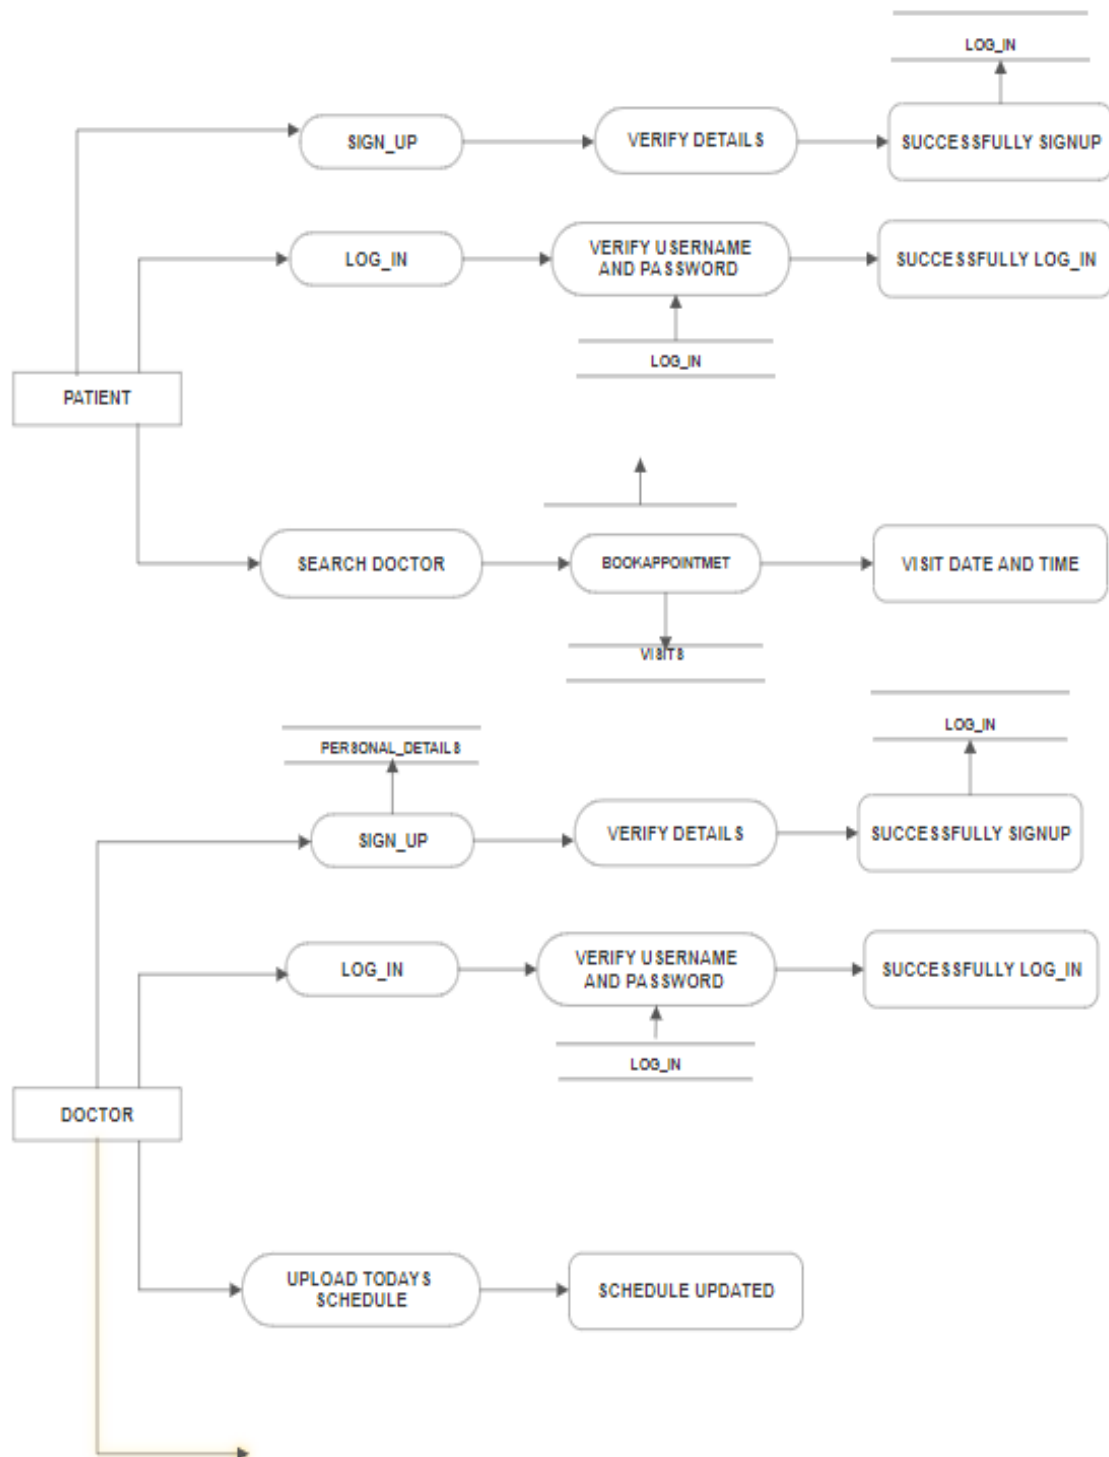 LOG_IN
SIGN_UP
VERIFY DETAILS
SUCCESSFULLY SIGNUP
LOG_IN
VERIFY USERNAME
AND PASSWORD
SUCCESSFULLY LOG_IN
LOG_IN
PATIENT
SEARCH DOCTOR
BOOKAPPOINTMET
VISIT DATE AND TIME
VISITS
PERSONAL_DETAILS
LOG_IN
SIGN_UP
VERIFY DETAILS
SUCCESSFULLY SIGNUP
LOG_IN
VERIFY USERNAME
AND PASSWORD
SUCCESSFULLY LOG_IN
LOG_IN
DOCTOR
UPLOAD TODAYS
SCHEDULE
SCHEDULE UPDATED